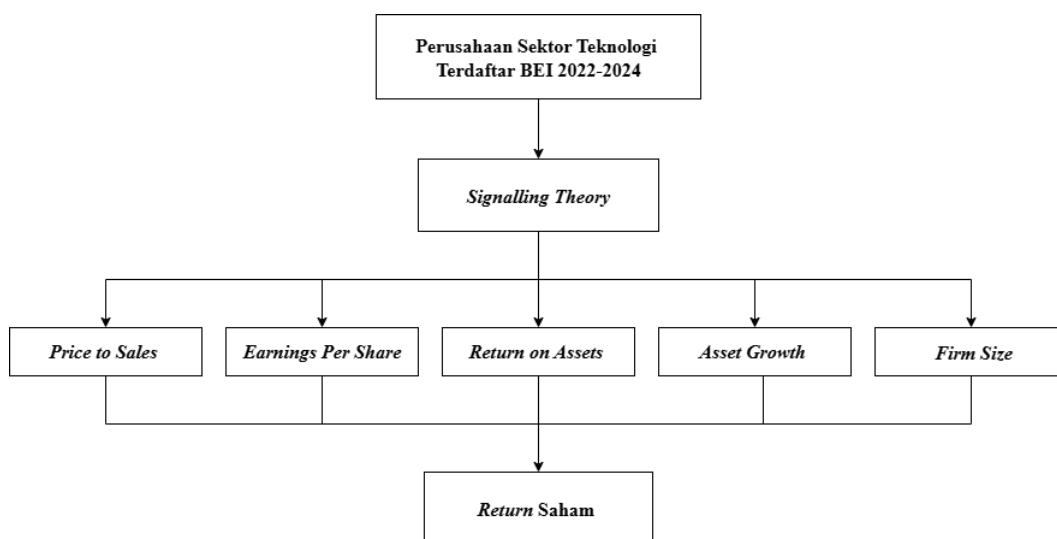 Perusahaan Sektor Teknologi
Terdaftar BEI 2022-2024
Signalling Theory
Price to Sales
Earnings Per Share
Return on Assets
Asset Growth
Firm Size
Return Saham